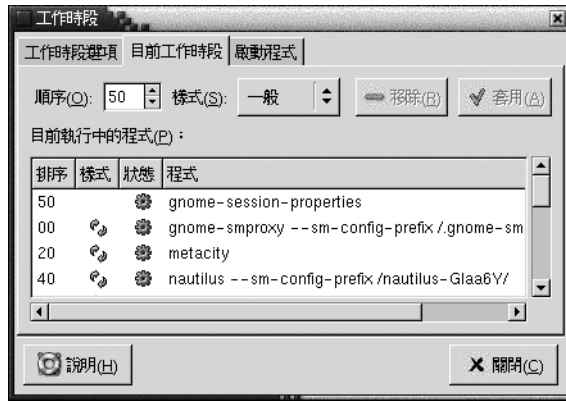 工作時段
工作時段選項 目前工作時段 啟動程式
順序(O): 50 樣式(S): 一般 移除(R) 套用(A)
目前執行中的程式(P)：
排序 樣式 狀態 程式
50 gnome-session-properties
00 gnome-smproxy --sm-config-prefix /.gnome-sm
20 metacity
40 nautilus --sm-config-prefix /nautilus-Glaa6Y/
說明(H) 關閉(C)